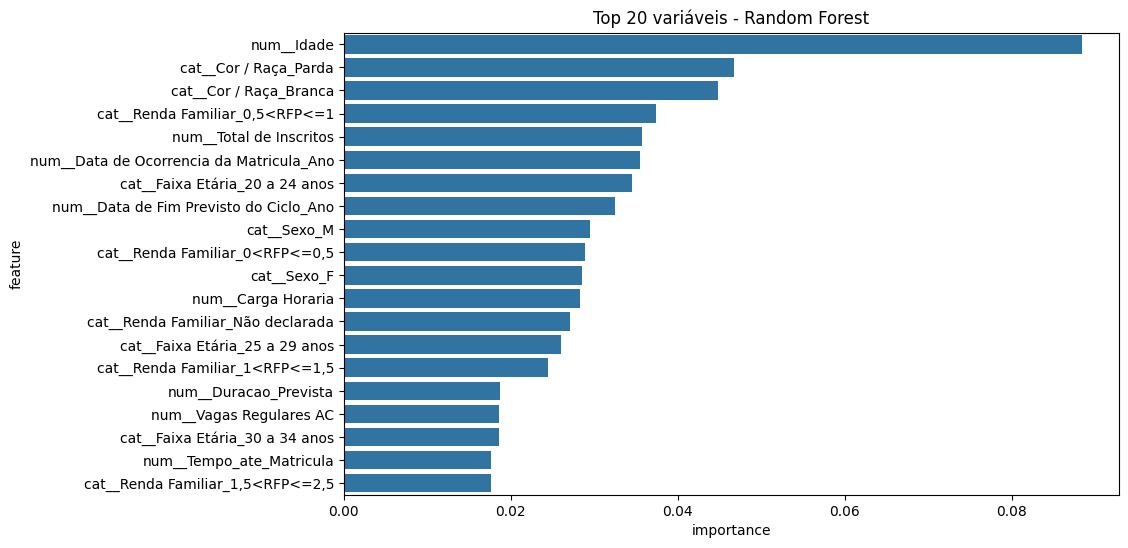 Top 20 variáveis - Random Forest
feature
num__Idade
cat__Cor / Raça_Parda
cat__Cor / Raça_Branca
cat__Renda Familiar_0,5<RFP<=1
num__Total de Inscritos
num__Data de Ocorrencia da Matricula_Ano
cat__Faixa Etária_20 a 24 anos
num__Data de Fim Previsto do Ciclo_Ano
cat__Sexo_M
cat__Renda Familiar_0<RFP<=0,5
cat__Sexo_F
num__Carga Horaria
cat__Renda Familiar_Não declarada
cat__Faixa Etária_25 a 29 anos
cat__Renda Familiar_1<RFP<=1,5
num__Duracao_Prevista
num__Vagas Regulares AC
cat__Faixa Etária_30 a 34 anos
num__Tempo_ate_Matricula
cat__Renda Familiar_1,5<RFP<=2,5
0.00 0.02 0.04 0.06 0.08
importance